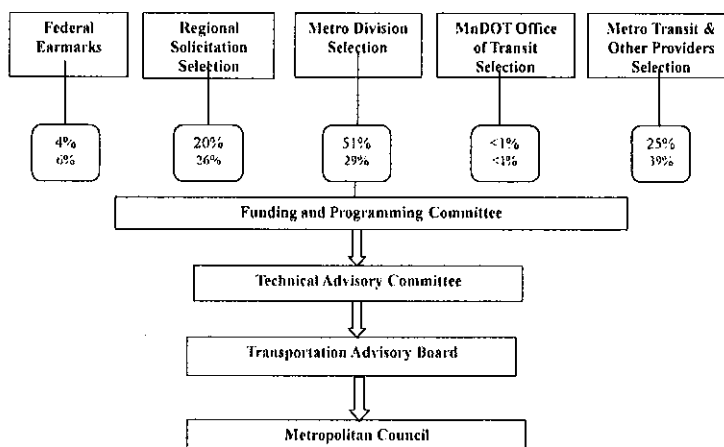 Federal
Earmarks
Regional
Solicitation
Selection
Metro Division
Selection
MnDOT Office
of Transit
Selection
Metro Transit &
Other Providers
Selection
4%
6%
20%
26%
51%
29%
<1%
<1%
25%
39%
Funding and Programming Committee
Technical Advisory Committee
Transportation Advisory Board
Metropolitan Council